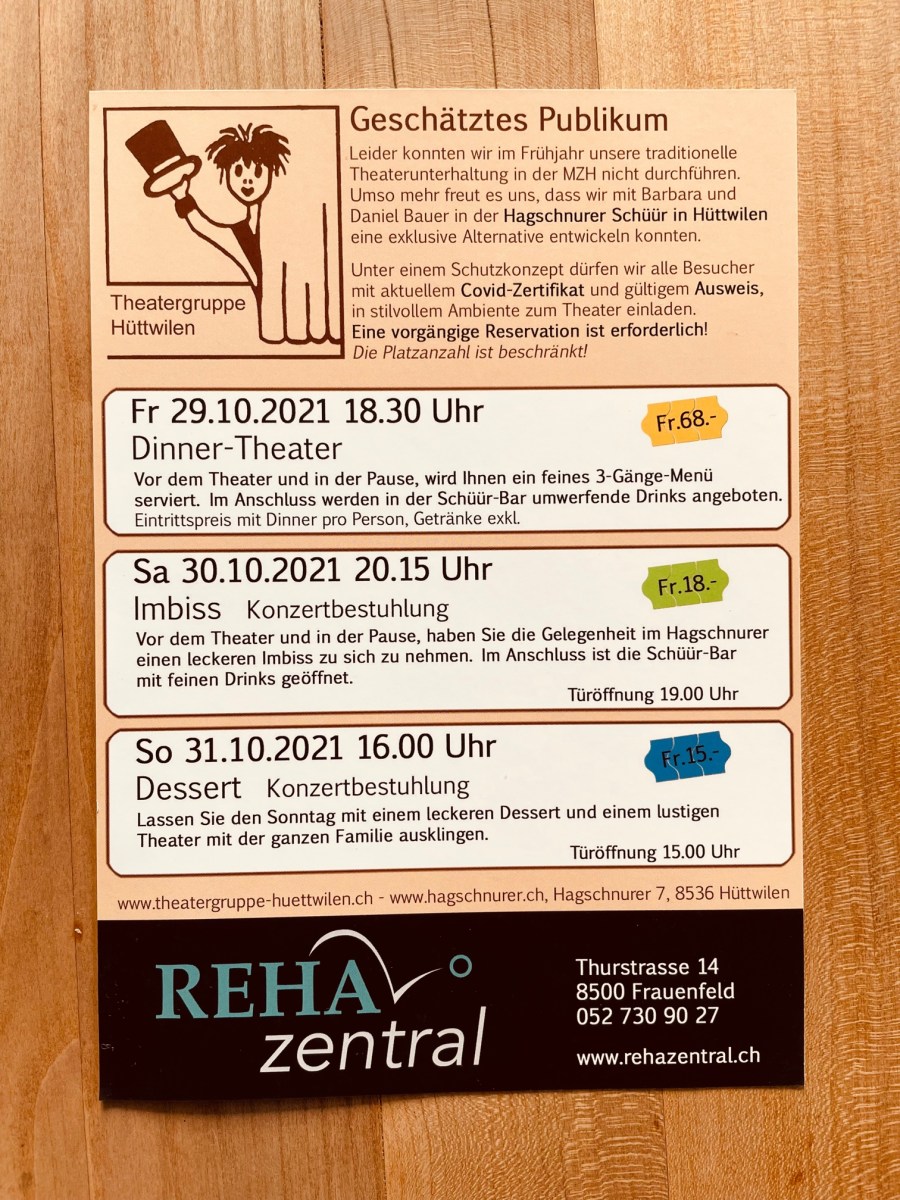 Geschätztes Publikum
Leider konnten wir im Frühjahr unsere traditionelle
Theaterunterhaltung in der MZH nicht durchführen.
Umso mehr freut es uns, dass wir mit Barbara und
Daniel Bauer in der Hagschnurer Schüür in Hüttwilen
eine exklusive Alternative entwickeln konnten.
Unter einem Schutzkonzept dürfen wir alle Besucher
mit aktuellem Covid-Zertifikat und gültigem Ausweis,
in stilvollem Ambiente zum Theater einladen.
Eine vorgängige Reservation ist erforderlich!
Die Platzanzahl ist beschränkt!
Theatergruppe
Hüttwilen
Fr 29.10.2021 18.30 Uhr
Fr.68.-
Dinner-Theater
Vor dem Theater und in der Pause, wird Ihnen ein feines 3-Gänge-Menü
serviert. Im Anschluss werden in der Schüür-Bar umwerfende Drinks angeboten.
Eintrittspreis mit Dinner pro Person, Getränke exkl.
Sa 30.10.2021 20.15 Uhr
Fr.18.-
Imbiss Konzertbestuhlung
Vor dem Theater und in der Pause, haben Sie die Gelegenheit im Hagschnurer
einen leckeren Imbiss zu sich zu nehmen. Im Anschluss ist die Schüür-Bar
mit feinen Drinks geöffnet.
Türöffnung 19.00 Uhr
So 31.10.2021 16.00 Uhr
Fr.15.-
Dessert Konzertbestuhlung
Lassen Sie den Sonntag mit einem leckeren Dessert und einem lustigen
Theater mit der ganzen Familie ausklingen.
Türöffnung 15.00 Uhr
www.theatergruppe-huettwilen.ch - www.hagschnurer.ch, Hagschnurer 7, 8536 Hüttwilen
REHA
zentral
Thurstrasse 14
8500 Frauenfeld
052 730 90 27
www.rehazentral.ch